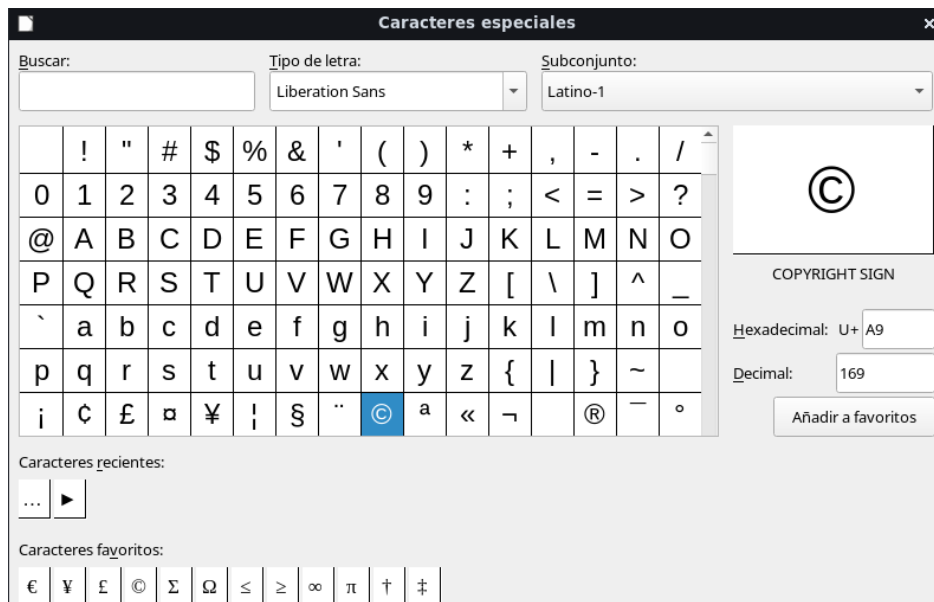 Caracteres especiales ×
Buscar: Tipo de letra: Subconjunto:
Liberation Sans Latino-1
! " # $ % & ' ( ) * + , - . /
0 1 2 3 4 5 6 7 8 9 : ; < = > ?
@ A B C D E F G H I J K L M N O
P Q R S T U V W X Y Z [ \ ] ^ _
` a b c d e f g h i j k l m n o
p q r s t u v w x y z { | } ~
¡ ¢ £ ¤ ¥ ¦ § ¨ © ª « ¬ ® ¯ °
©
COPYRIGHT SIGN
Hexadecimal: U+ A9
Decimal: 169
Añadir a favoritos
Caracteres recientes:
… ►
Caracteres favoritos:
€ ¥ £ © Σ Ω ≤ ≥ ∞ π † ‡